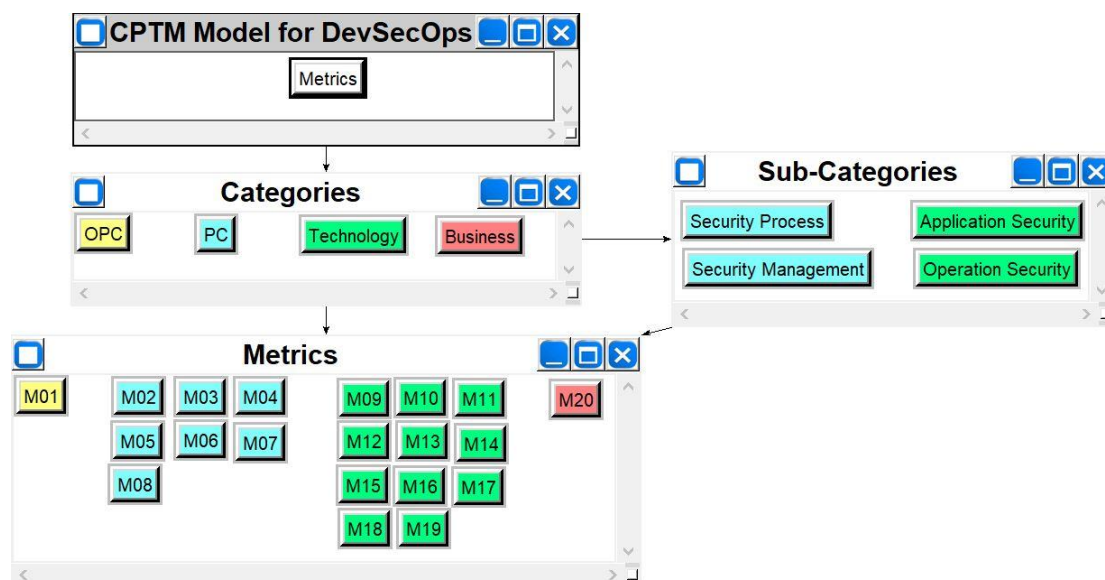 CPTM Model for DevSecOps
Metrics
Categories
OPC PC Technology Business
Sub-Categories
Security Process Application Security
Security Management Operation Security
Metrics
M01 M02 M03 M04 M09 M10 M11 M20
M05 M06 M07 M12 M13 M14
M08 M15 M16 M17
M18 M19